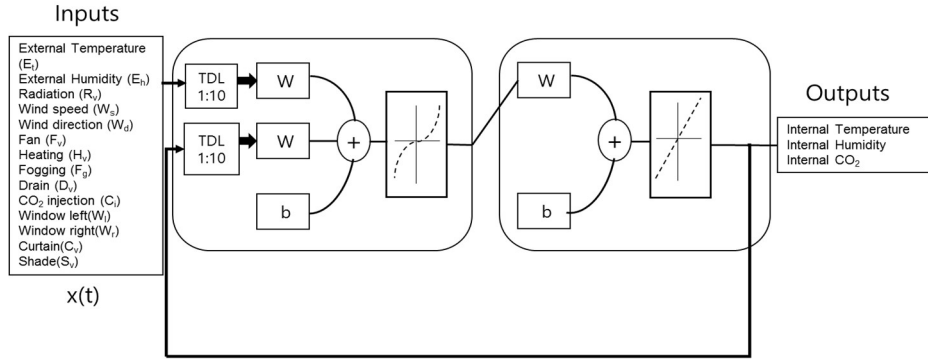 Inputs
External Temperature
(Et)
External Humidity (Eh)
Radiation (Rv)
Wind speed (Ws)
Wind direction (Wd)
Fan (Fv)
Heating (Hv)
Fogging (Fg)
Drain (Dv)
CO2 injection (Ci)
Window left(Wl)
Window right(Wr)
Curtain(Cv)
Shade(Sv)
x(t)
TDL
1:10
W
TDL
1:10
W
b
+
W
b
+
Outputs
Internal Temperature
Internal Humidity
Internal CO2